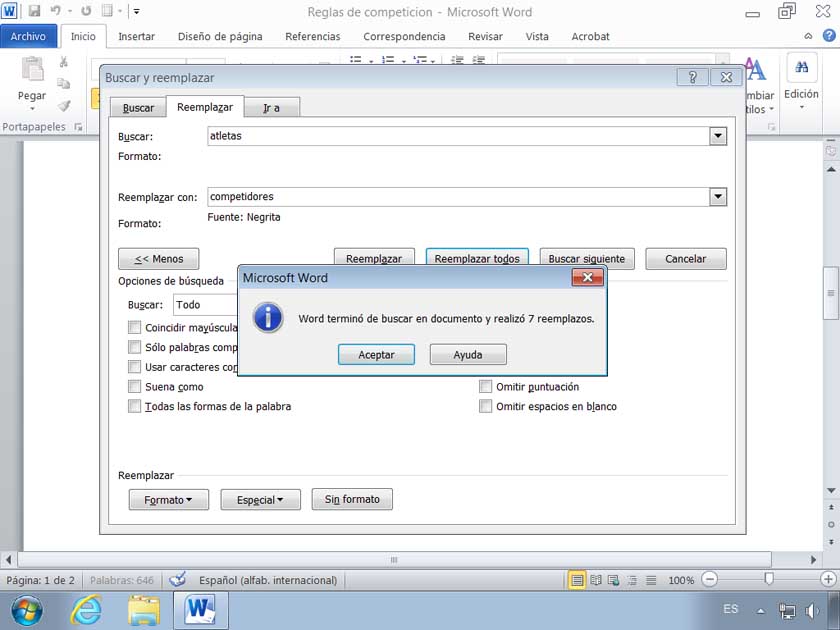 Reglas de competicion - Microsoft Word
Archivo Inicio Insertar Diseño de página Referencias Correspondencia Revisar Vista Acrobat
Pegar
Edición
Portapapeles
Buscar y reemplazar
Buscar Reemplazar Ir a
Buscar: atletas
Formato:
Reemplazar con: competidores
Formato: Fuente: Negrita
<< Menos Reemplazar Reemplazar todos Buscar siguiente Cancelar
Opciones de búsqueda
Buscar: Todo
Coincidir mayúscula
Sólo palabras comp
Usar caracteres co
Suena como
Todas las formas de la palabra
Omitir puntuación
Omitir espacios en blanco
Microsoft Word
Word terminó de buscar en documento y realizó 7 reemplazos.
Aceptar Ayuda
Reemplazar
Formato Especial Sin formato
Página: 1 de 2 Palabras: 646 Español (alfab. internacional) 100%
ES